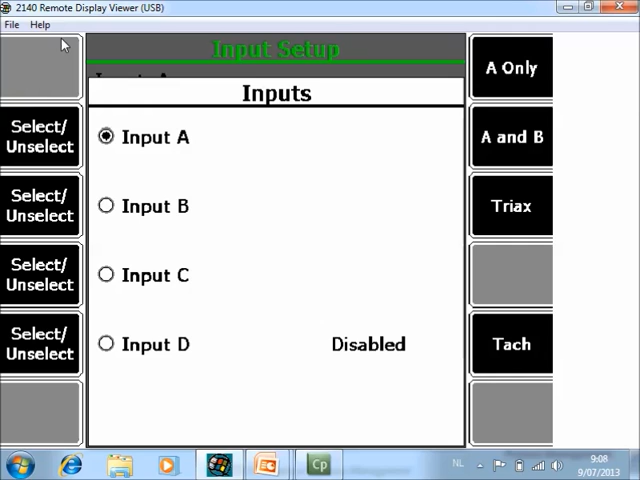 2140 Remote Display Viewer (USB)
File Help
Input Setup
Inputs
A Only
Select/
Unselect
Input A
A and B
Select/
Unselect
Input B
Triax
Select/
Unselect
Input C
Select/
Unselect
Input D
Disabled
Tach
Cp
NL
9:08
9/07/2013